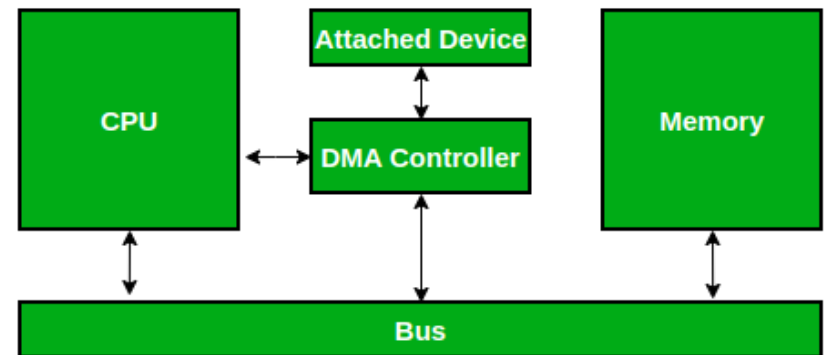 Attached Device
CPU
Memory
DMA Controller
Bus